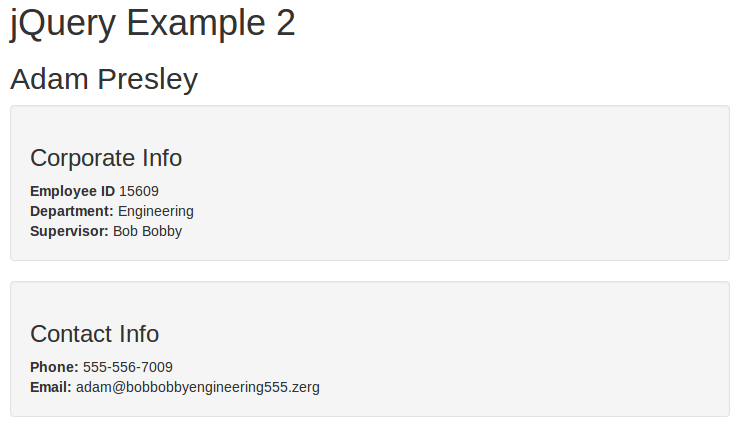 jQuery Example 2
Adam Presley
Corporate Info
Employee ID 15609
Department: Engineering
Supervisor: Bob Bobby
Contact Info
Phone: 555-556-7009
Email: adam@bobbobbyengineering555.zerg